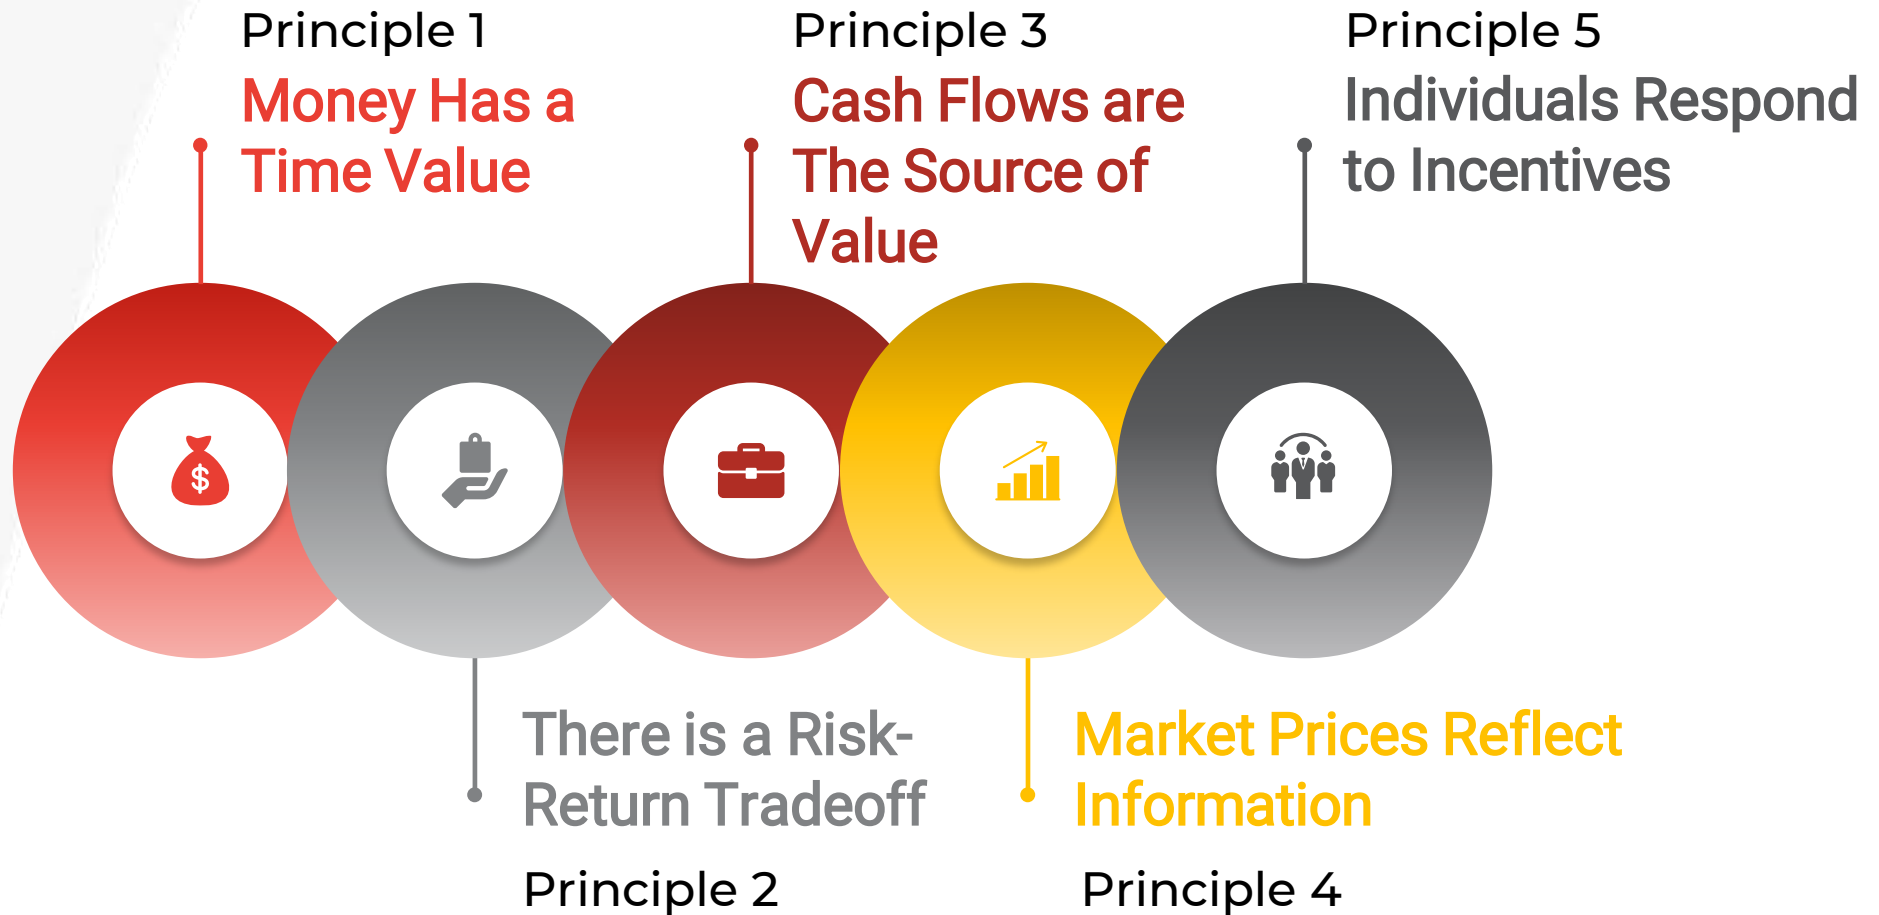 Principle 1
Money Has a
Time Value
Principle 3
Cash Flows are
The Source of
Value
Principle 5
Individuals Respond
to Incentives
$
There is a Risk-
Return Tradeoff
Principle 2
Market Prices Reflect
Information
Principle 4